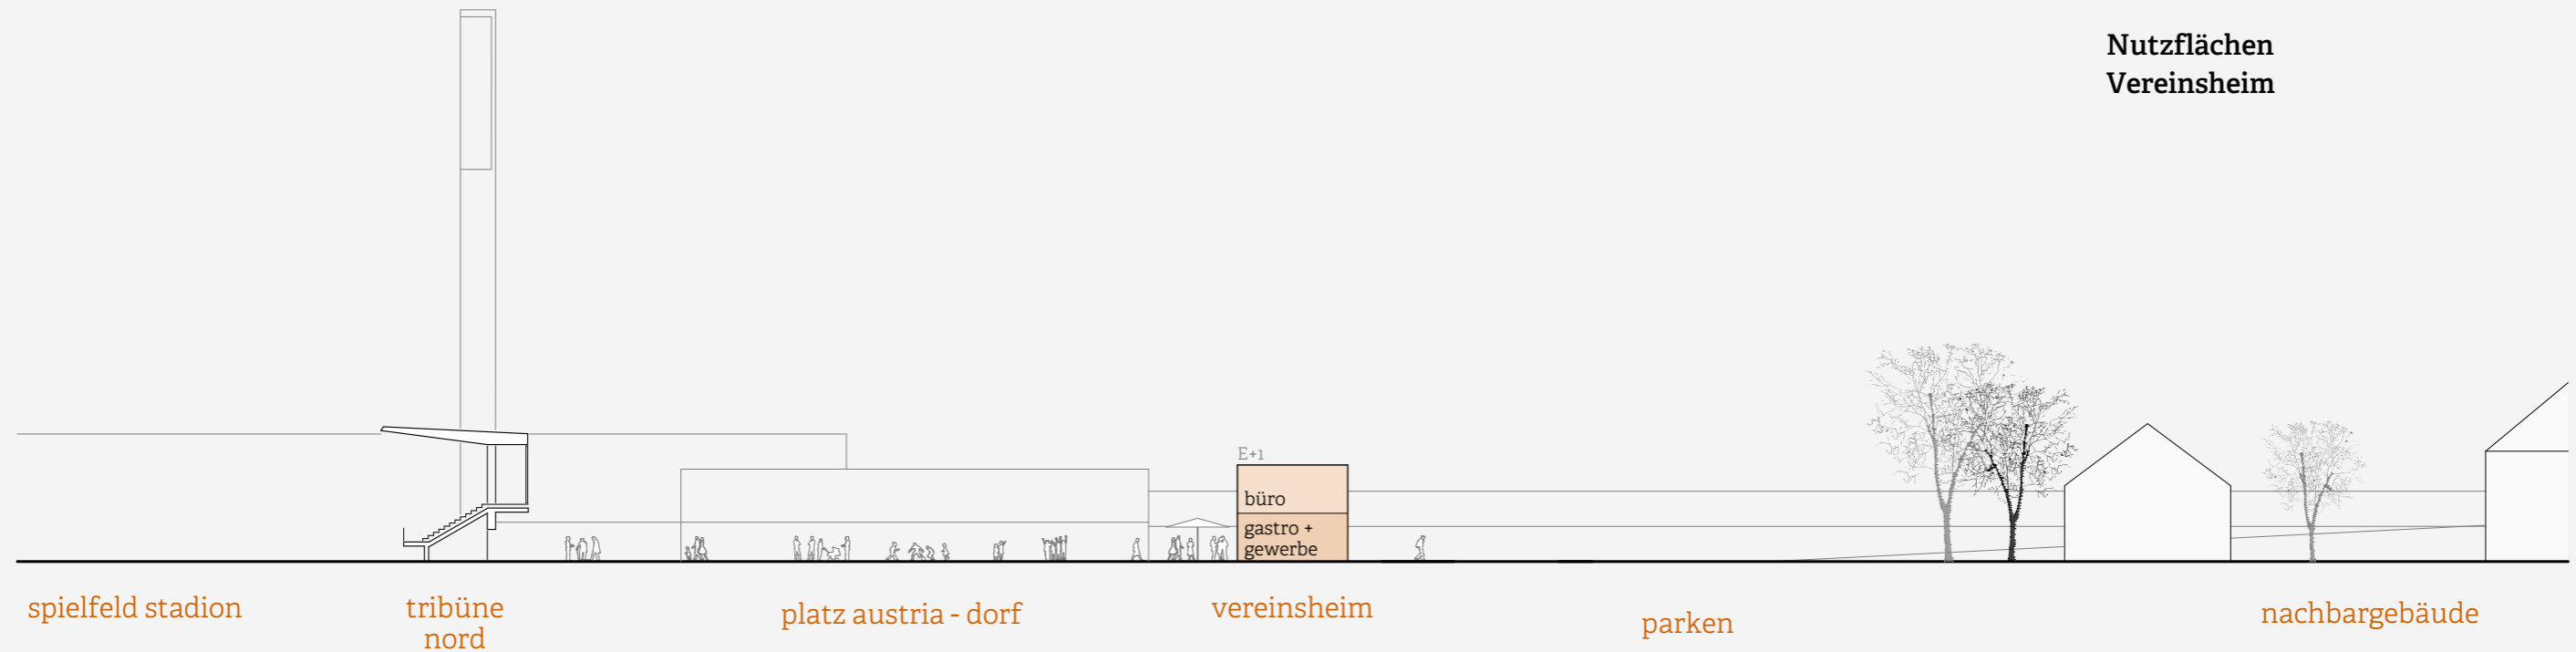 Nutzflächen
Vereinsheim
E+1
büro
gastro +
gewerbe
spielfeld stadion
tribüne
nord
platz austria - dorf
vereinsheim
parken
nachbargebäude